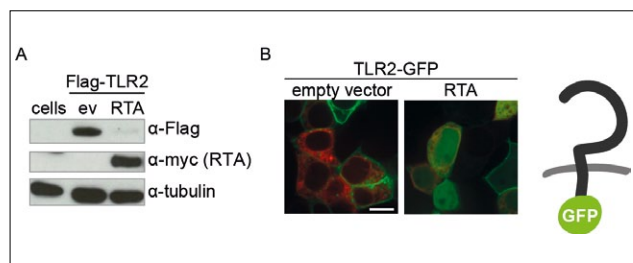 A
Flag-TLR2
cells ev RTA
α-Flag
α-myc (RTA)
α-tubulin
B
TLR2-GFP
empty vector RTA
GFP